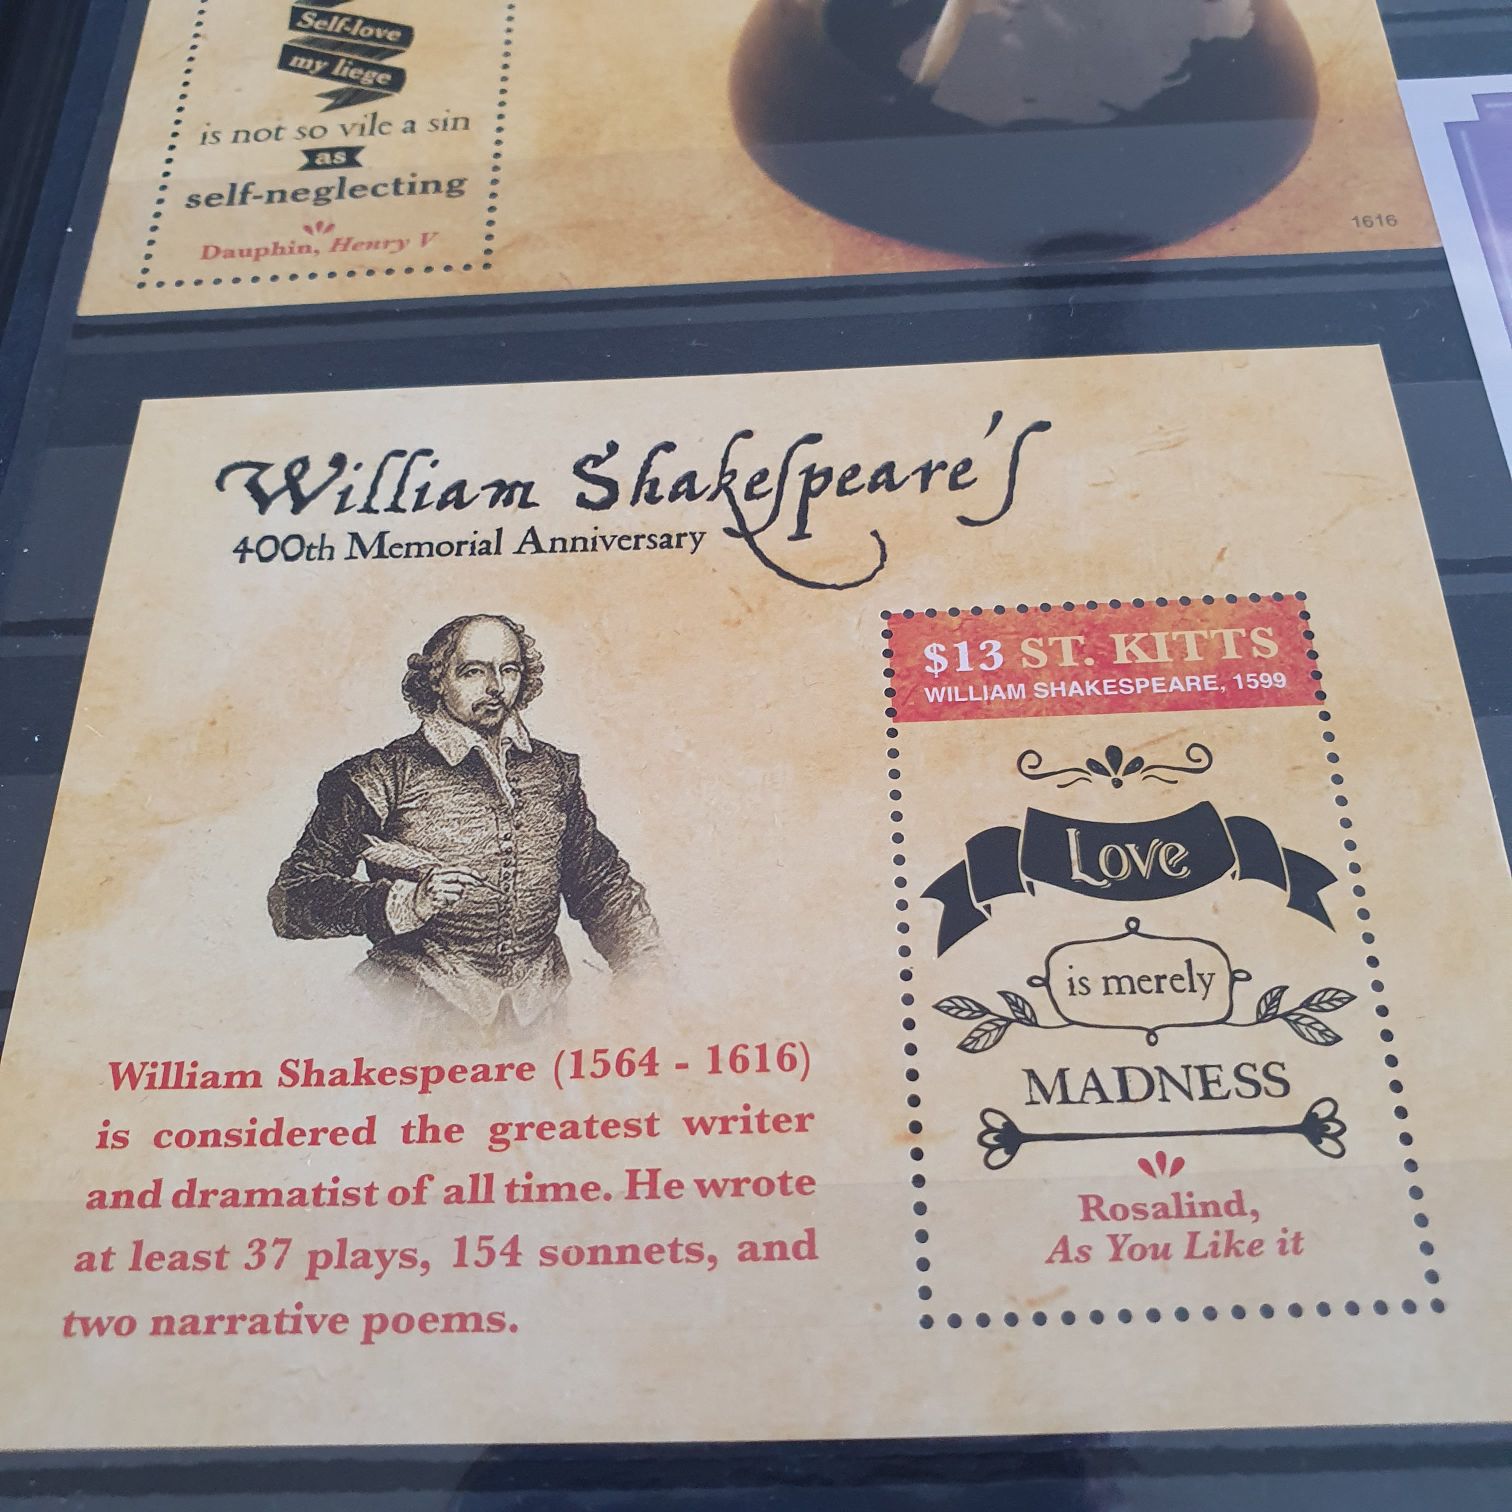 Self-love
my liege
is not so vile a sin
as
self-neglecting
Dauphin, Henry V
1616
William Shakeſpeare'ſ
400th Memorial Anniversary
$13 ST. KITTS
WILLIAM SHAKESPEARE, 1599
Love
is merely
MADNESS
Rosalind,
As You Like it
William Shakespeare (1564 - 1616)
is considered the greatest writer
and dramatist of all time. He wrote
at least 37 plays, 154 sonnets, and
two narrative poems.